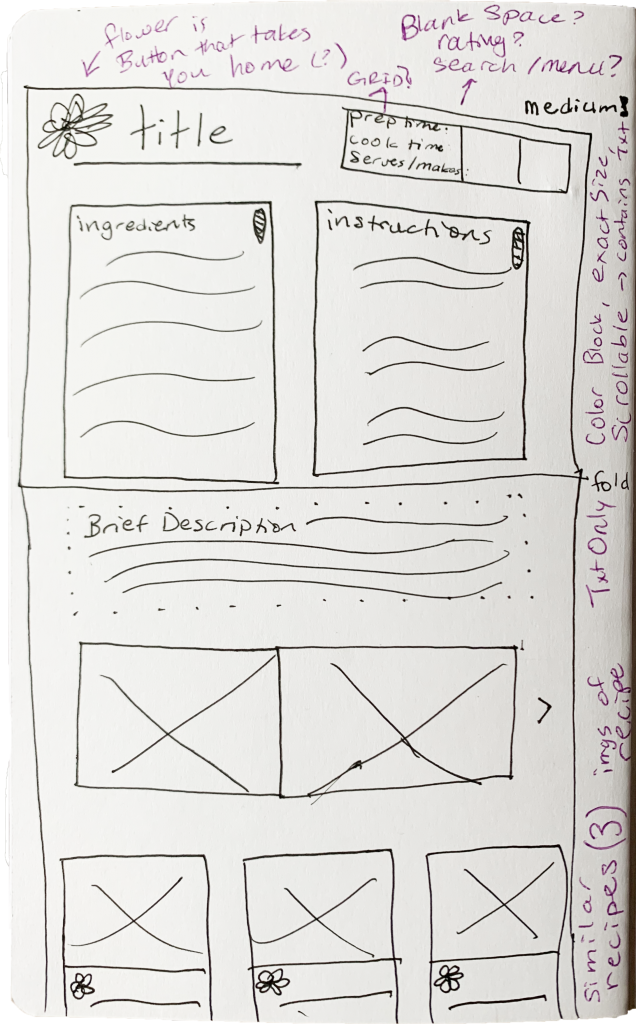 flower is
Button that takes
you home (?)
Blank Space?
rating?
search/menu?
GRID?
medium!
title
prep time:
cook time
Serves/makes:
ingredients
instructions
Color Block, exact size,
Scrollable → contains Txt
fold
Brief Description
Txt Only
imgs of
recipe
similar
recipes (3)